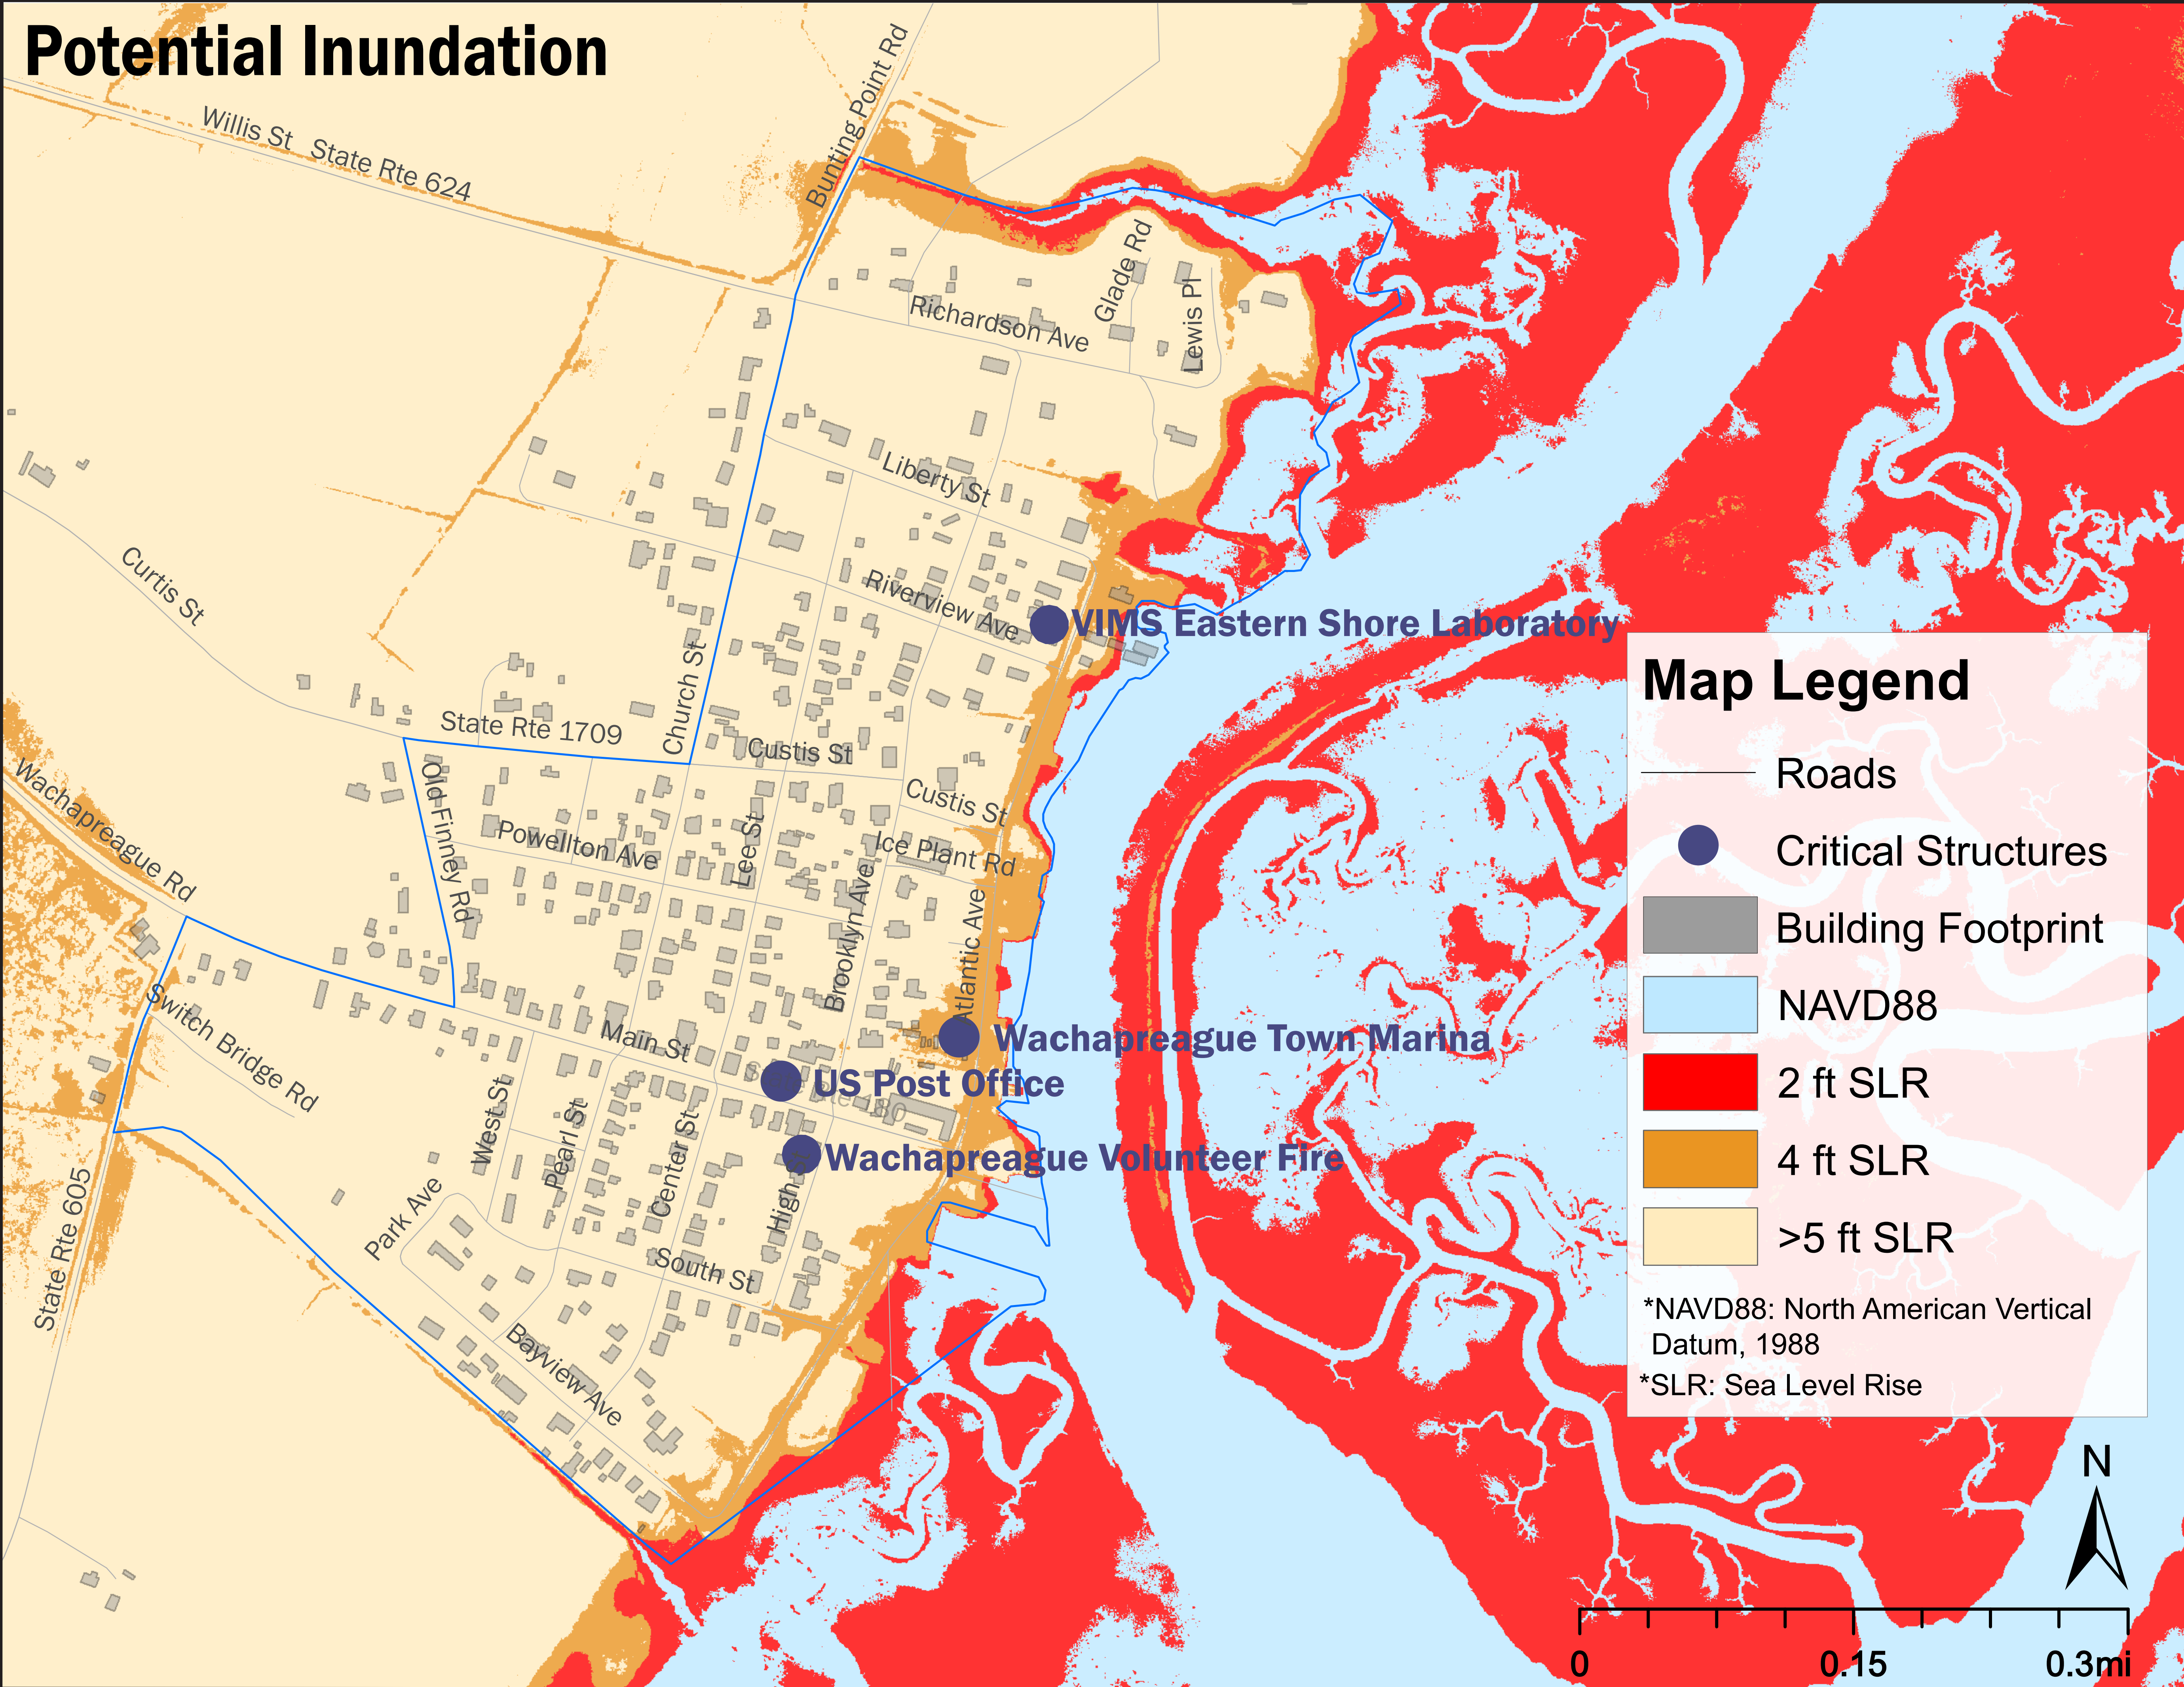 Potential Inundation
Bunting Point Rd
Willis St
State Rte 624
Glade Rd
Lewis Pl
Richardson Ave
Liberty St
Curtis St
Riverview Ave
VIMS Eastern Shore Laboratory
Church St
State Rte 1709
Custis St
Wachapreague Rd
Old Finney Rd
Custis St
Powellton Ave
Lee St
Ice Plant Rd
Brooklyn Ave
Atlantic Ave
Switch Bridge Rd
Main St
Wachapreague Town Marina
US Post Office
180
West St
Pearl St
Center St
Wachapreague Volunteer Fire
High
State Rte 605
Park Ave
South St
Bayview Ave
Map Legend
Roads
Critical Structures
Building Footprint
NAVD88
2 ft SLR
4 ft SLR
>5 ft SLR
*NAVD88: North American Vertical
Datum, 1988
*SLR: Sea Level Rise
N
0 0.15 0.3mi